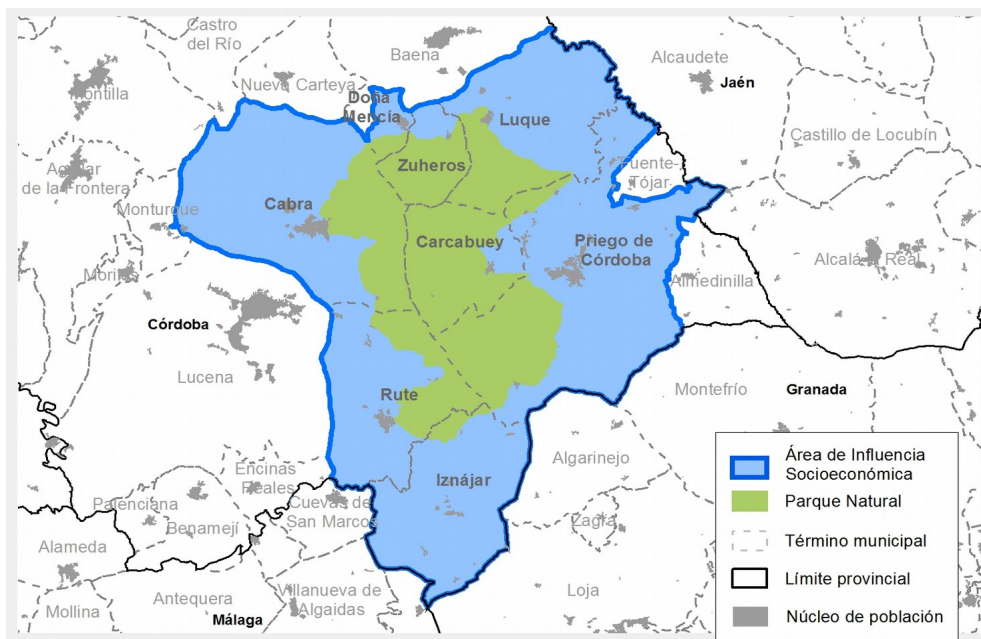 Castro
del Río
Baena
Alcaudete
Jaén
Montilla
Nueva Carteya
Doña
Mencía
Luque
Castillo de Locubín
Aguilar
de la Frontera
Zuheros
Fuente-
Tójar
Monturque
Cabra
Carcabuey
Priego de
Córdoba
Alcalá la Real
Moriles
Almedinilla
Córdoba
Lucena
Montefrío
Granada
Rute
Encinas
Reales
Iznájar
Algarinejo
Palenciana
Cuevas de
San Marcos
Benamejí
Zagra
Alameda
Mollina
Antequera
Villanueva de
Algaidas
Málaga
Loja
Área de Influencia
Socioeconómica
Parque Natural
Término municipal
Límite provincial
Núcleo de población